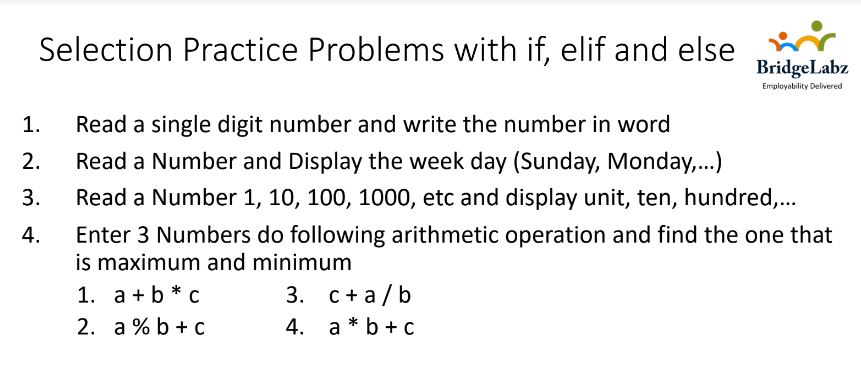 Selection Practice Problems with if, elif and else
BridgeLabz
Employability Delivered
1. Read a single digit number and write the number in word
2. Read a Number and Display the week day (Sunday, Monday,...)
3. Read a Number 1, 10, 100, 1000, etc and display unit, ten, hundred,...
4. Enter 3 Numbers do following arithmetic operation and find the one that
is maximum and minimum
1. a + b * c 3. c + a / b
2. a % b + c 4. a * b + c